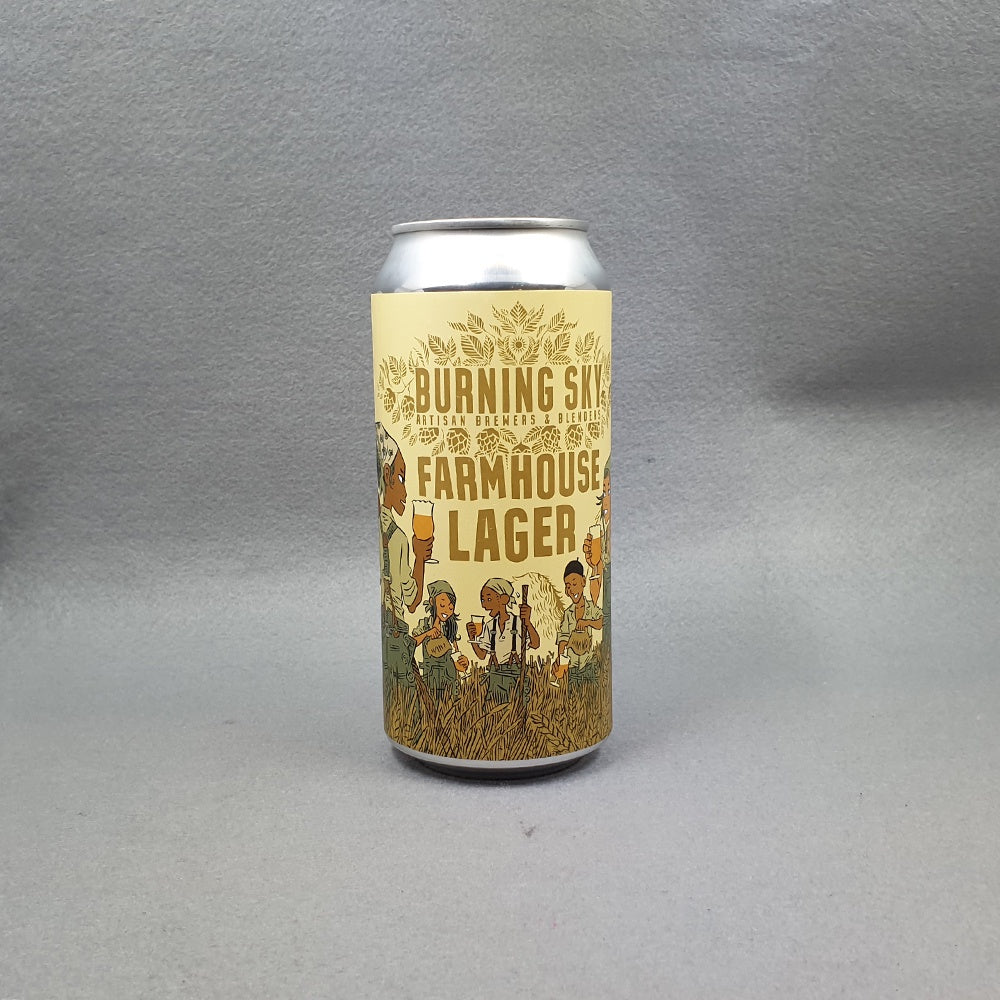 BURNING SKY
ARTISAN BREWERS & BLENDERS
FARMHOUSE
LAGER